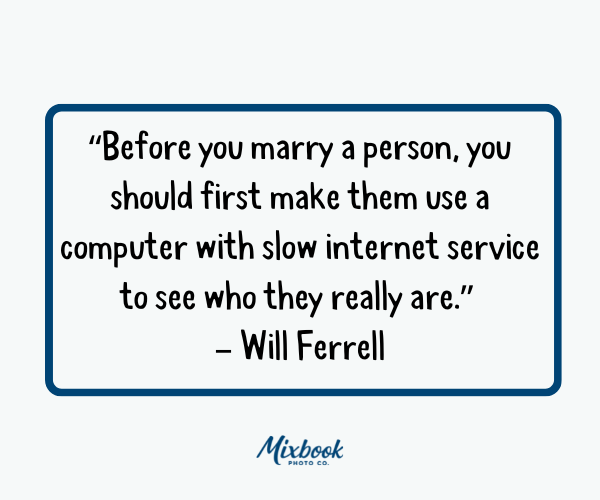 “Before you marry a person, you
should first make them use a
computer with slow internet service
to see who they really are.”
– Will Ferrell
Mixbook
PHOTO CO.